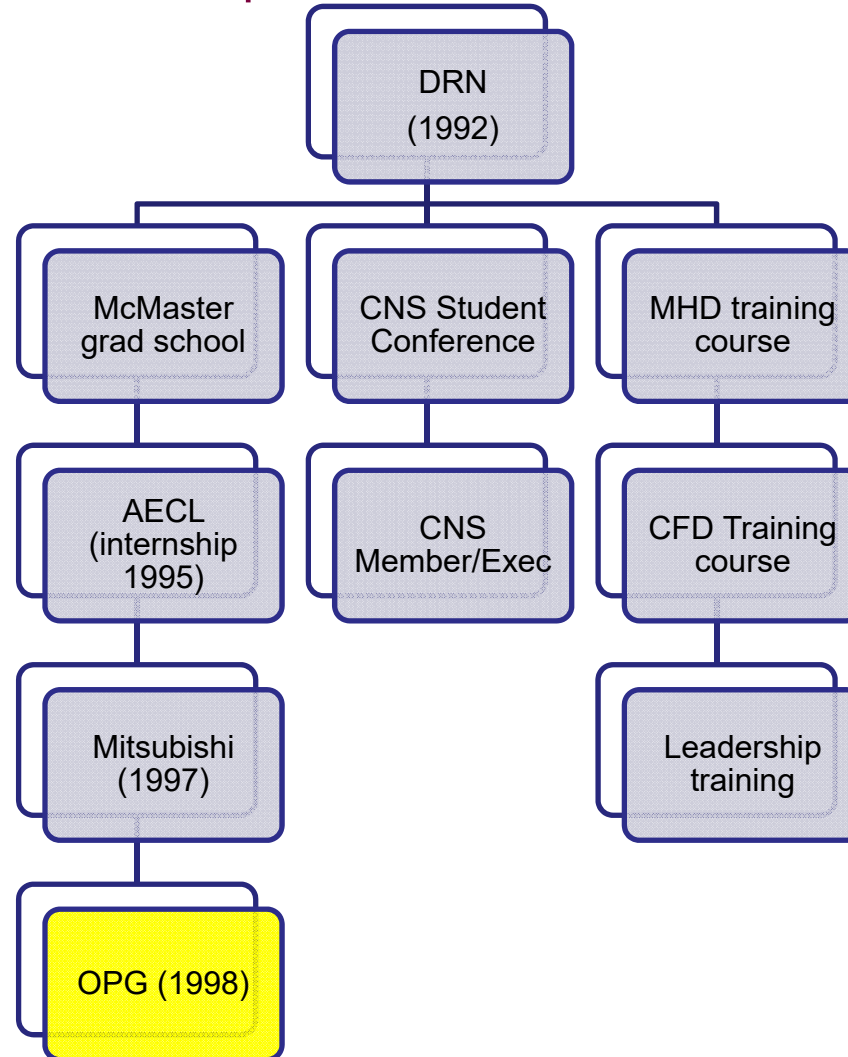 DRN
(1992)
McMaster
grad school
CNS Student
Conference
MHD training
course
AECL
(internship
1995)
CNS
Member/Exec
CFD Training
course
Mitsubishi
(1997)
Leadership
training
OPG (1998)